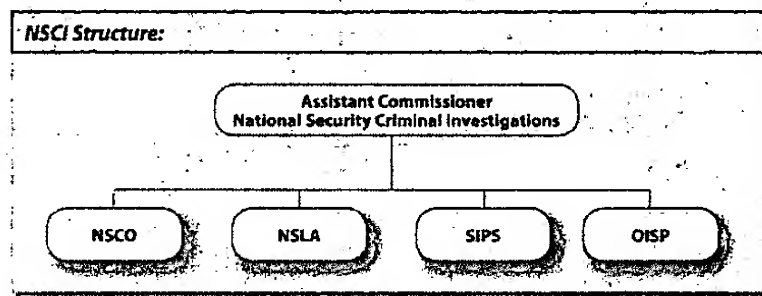 NSCI Structure:
Assistant Commissioner
National Security Criminal Investigations
NSCO
NSLA
SIPS
OISP